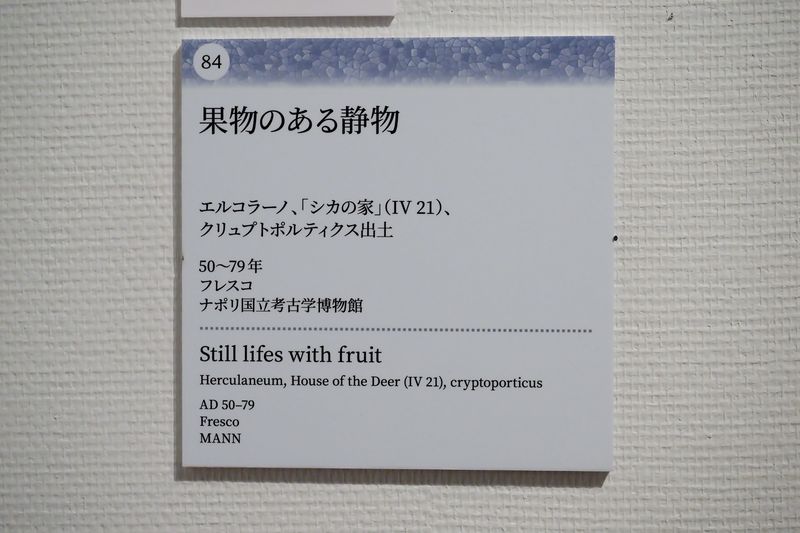 84
果物のある静物
エルコラーノ、「シカの家」（IV 21）、
クリュプトポルティクス出土
50〜79年
フレスコ
ナポリ国立考古学博物館
Still lifes with fruit
Herculaneum, House of the Deer (IV 21), cryptoporticus
AD 50–79
Fresco
MANN